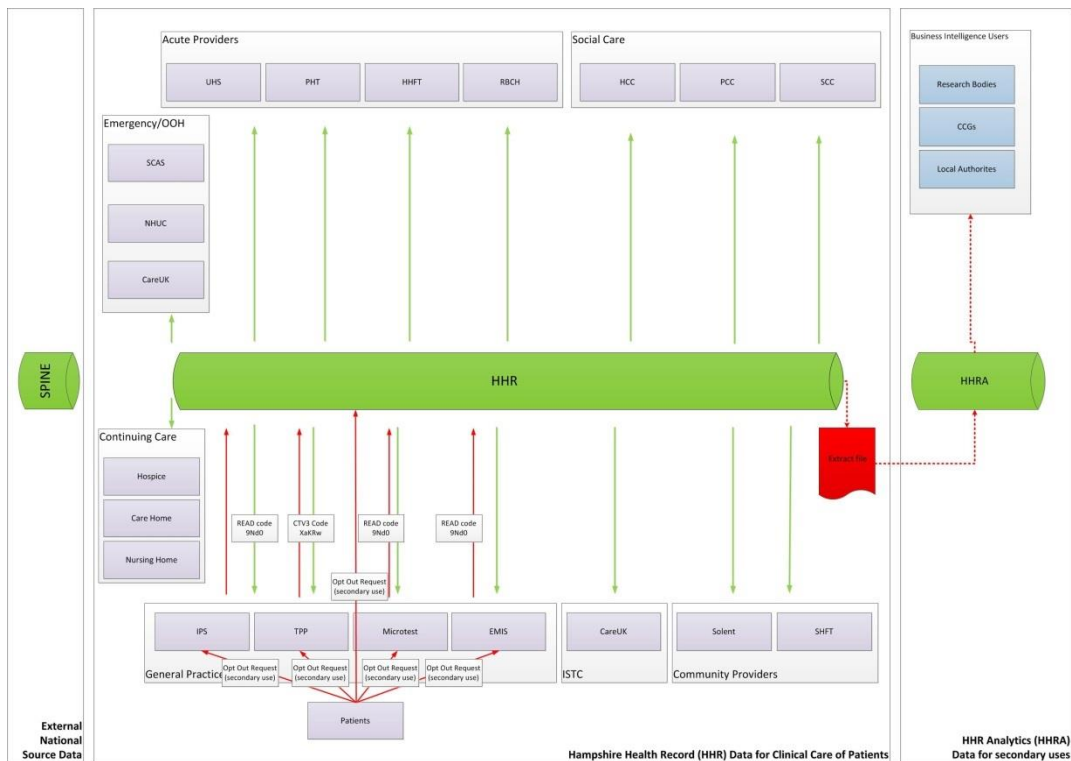 Acute Providers
UHS
PHT
HHFT
RBCH
Social Care
HCC
PCC
SCC
Business Intelligence Users
Research Bodies
CCGs
Local Authorites
Emergency/OOH
SCAS
NHUC
CareUK
SPINE
HHR
HHRA
Extract file
Continuing Care
Hospice
Care Home
Nursing Home
READ code
9Nd0
CTV3 Code
XaKRw
READ code
9Nd0
READ code
9Nd0
Opt Out Request
(secondary use)
IPS
TPP
Microtest
EMIS
General Practice
Opt Out Request
(secondary use)
Opt Out Request
(secondary use)
Opt Out Request
(secondary use)
Opt Out Request
(secondary use)
CareUK
ISTC
Solent
SHFT
Community Providers
Patients
External
National
Source Data
Hampshire Health Record (HHR) Data for Clinical Care of Patients
HHR Analytics (HHRA)
Data for secondary uses